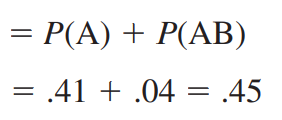 = P(A) + P(AB)
= .41 + .04 = .45